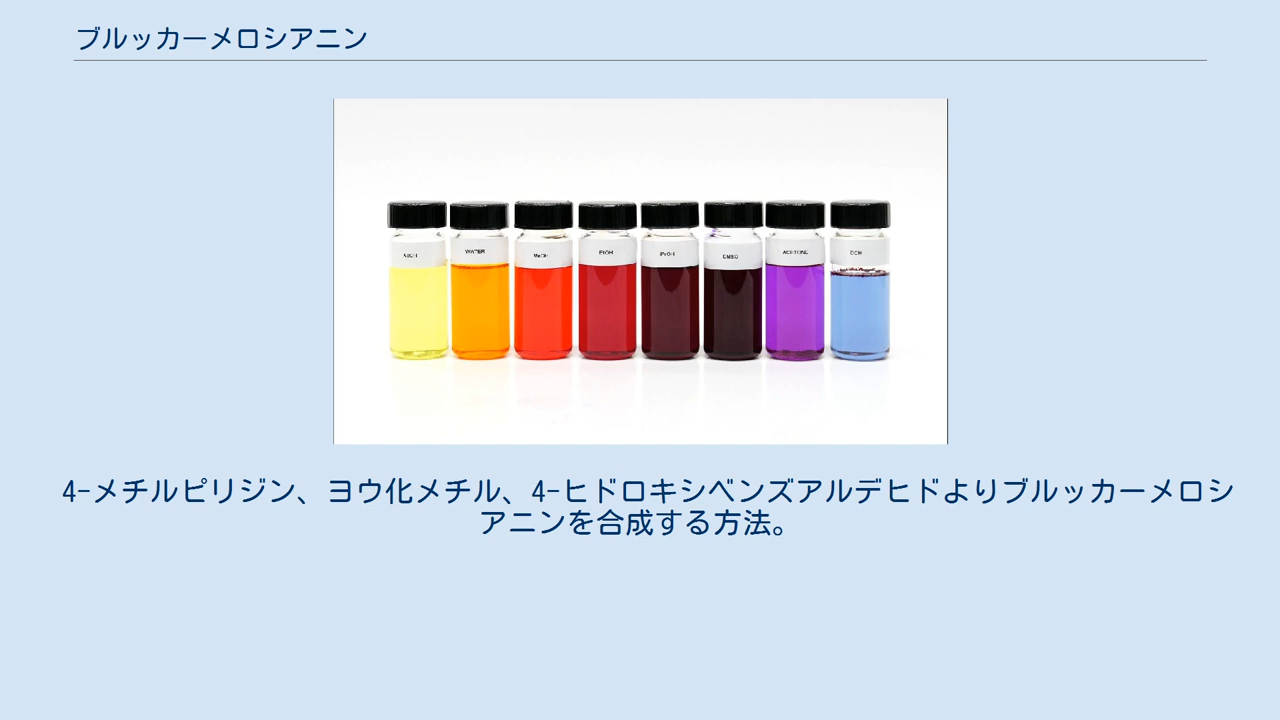 ブルッカーメロシアニン
WATER
MeOH
EtOH
iPrOH
DMSO
ACETONE
DCM
4-メチルピリジン、ヨウ化メチル、4-ヒドロキシベンズアルデヒドよりブルッカーメロシ
アニンを合成する方法。